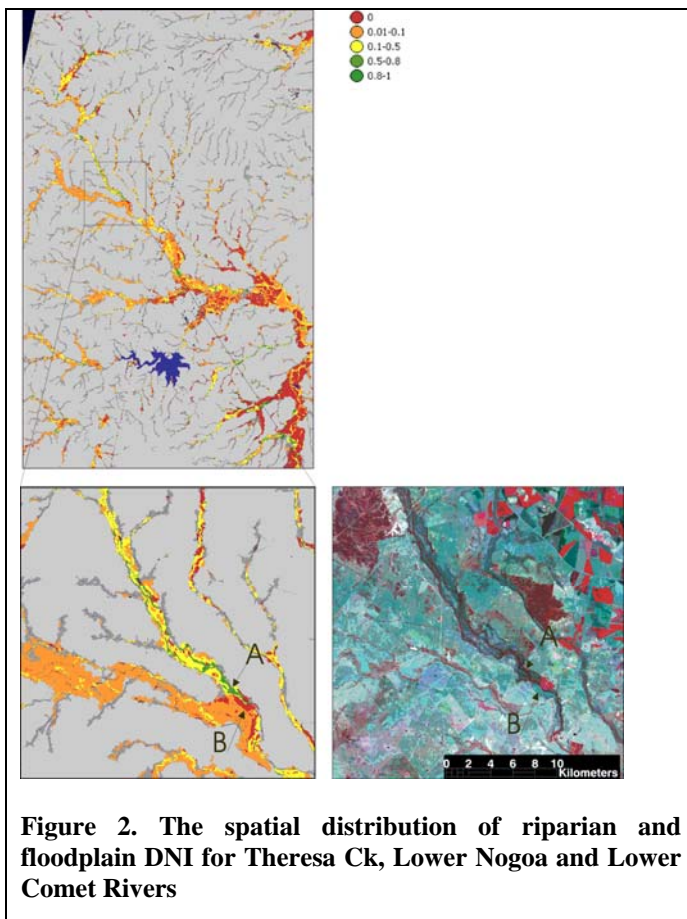 0
0.01-0.1
0.1-0.5
0.5-0.8
0.8-1
A
B
A
B
0 2 4 6 8 10
Kilometers
Figure 2. The spatial distribution of riparian and
floodplain DNI for Theresa Ck, Lower Nogoa and Lower
Comet Rivers